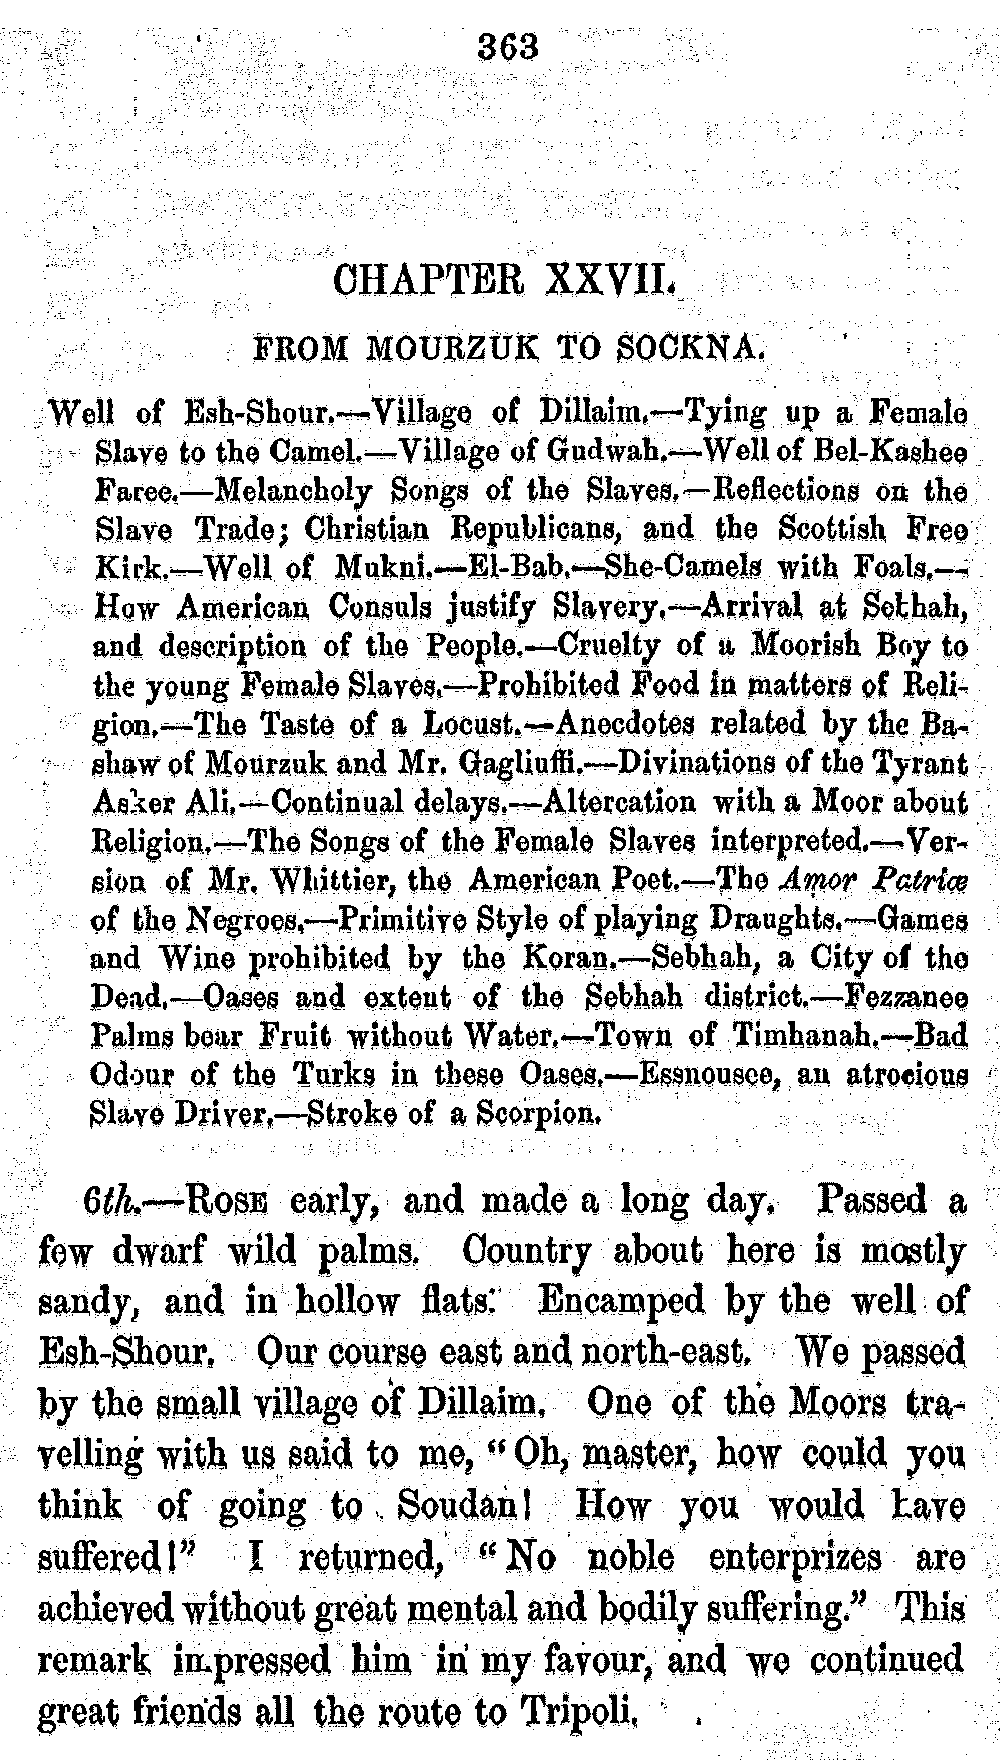 363
CHAPTER XXVII.
FROM MOURZUK TO SOCKNA.
Well of Esh-Shour.—Village of Dillaim.—Tying up a Female
Slave to the Camel.—Village of Gudwah.—Well of Bel-Kashee
Faree.—Melancholy Songs of the Slaves.—Reflections on the
Slave Trade; Christian Republicans, and the Scottish Free
Kirk.—Well of Mukni.—El-Bab.—She-Camels with Foals.—
How American Consuls justify Slavery.—Arrival at Sebhah,
and description of the People.—Cruelty of a Moorish Boy to
the young Female Slaves.—Prohibited Food in matters of Reli-
gion.—The Taste of a Locust.—Anecdotes related by the Ba-
shaw of Mourzuk and Mr. Gagliuffi.—Divinations of the Tyrant
Asker Ali.—Continual delays.—Altercation with a Moor about
Religion.—The Songs of the Female Slaves interpreted.—Ver-
sion of Mr. Whittier, the American Poet.—The Amor Patriæ
of the Negroes.—Primitive Style of playing Draughts.—Games
and Wine prohibited by the Koran.—Sebhah, a City of the
Dead.—Oases and extent of the Sebhah district.—Fezzanee
Palms bear Fruit without Water.—Town of Timhanah.—Bad
Odour of the Turks in these Oases.—Essnousee, an atrocious
Slave Driver.—Stroke of a Scorpion.
6th.—ROSE early, and made a long day. Passed a
few dwarf wild palms. Country about here is mostly
sandy, and in hollow flats. Encamped by the well of
Esh-Shour. Our course east and north-east. We passed
by the small village of Dillaim. One of the Moors tra-
velling with us said to me, "Oh, master, how could you
think of going to Soudan! How you would have
suffered!" I returned, "No noble enterprizes are
achieved without great mental and bodily suffering." This
remark impressed him in my favour, and we continued
great friends all the route to Tripoli.